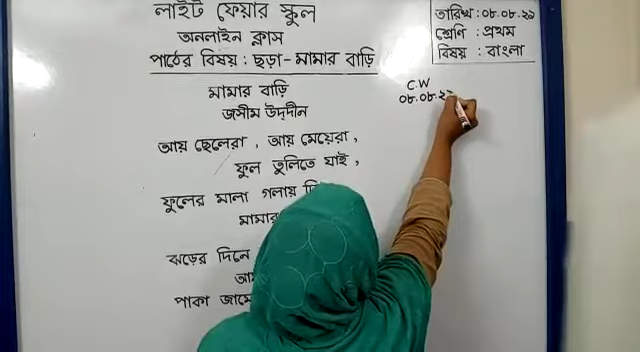 লাইট ফেয়ার স্কুল
অনলাইন ক্লাস
পাঠের বিষয় : ছড়া - মামার বাড়ি
তারিখ : ০৮.০৮.২১
শ্রেণি : প্রথম
বিষয় : বাংলা
মামার বাড়ি
জসীম উদ্দীন
আয় ছেলেরা , আয় মেয়েরা ,
ফুল তুলিতে যাই ,
ফুলের মালা গলায়
মামার
ঝড়ের দিনে
পাকা
C.W
০৮.০৮.২